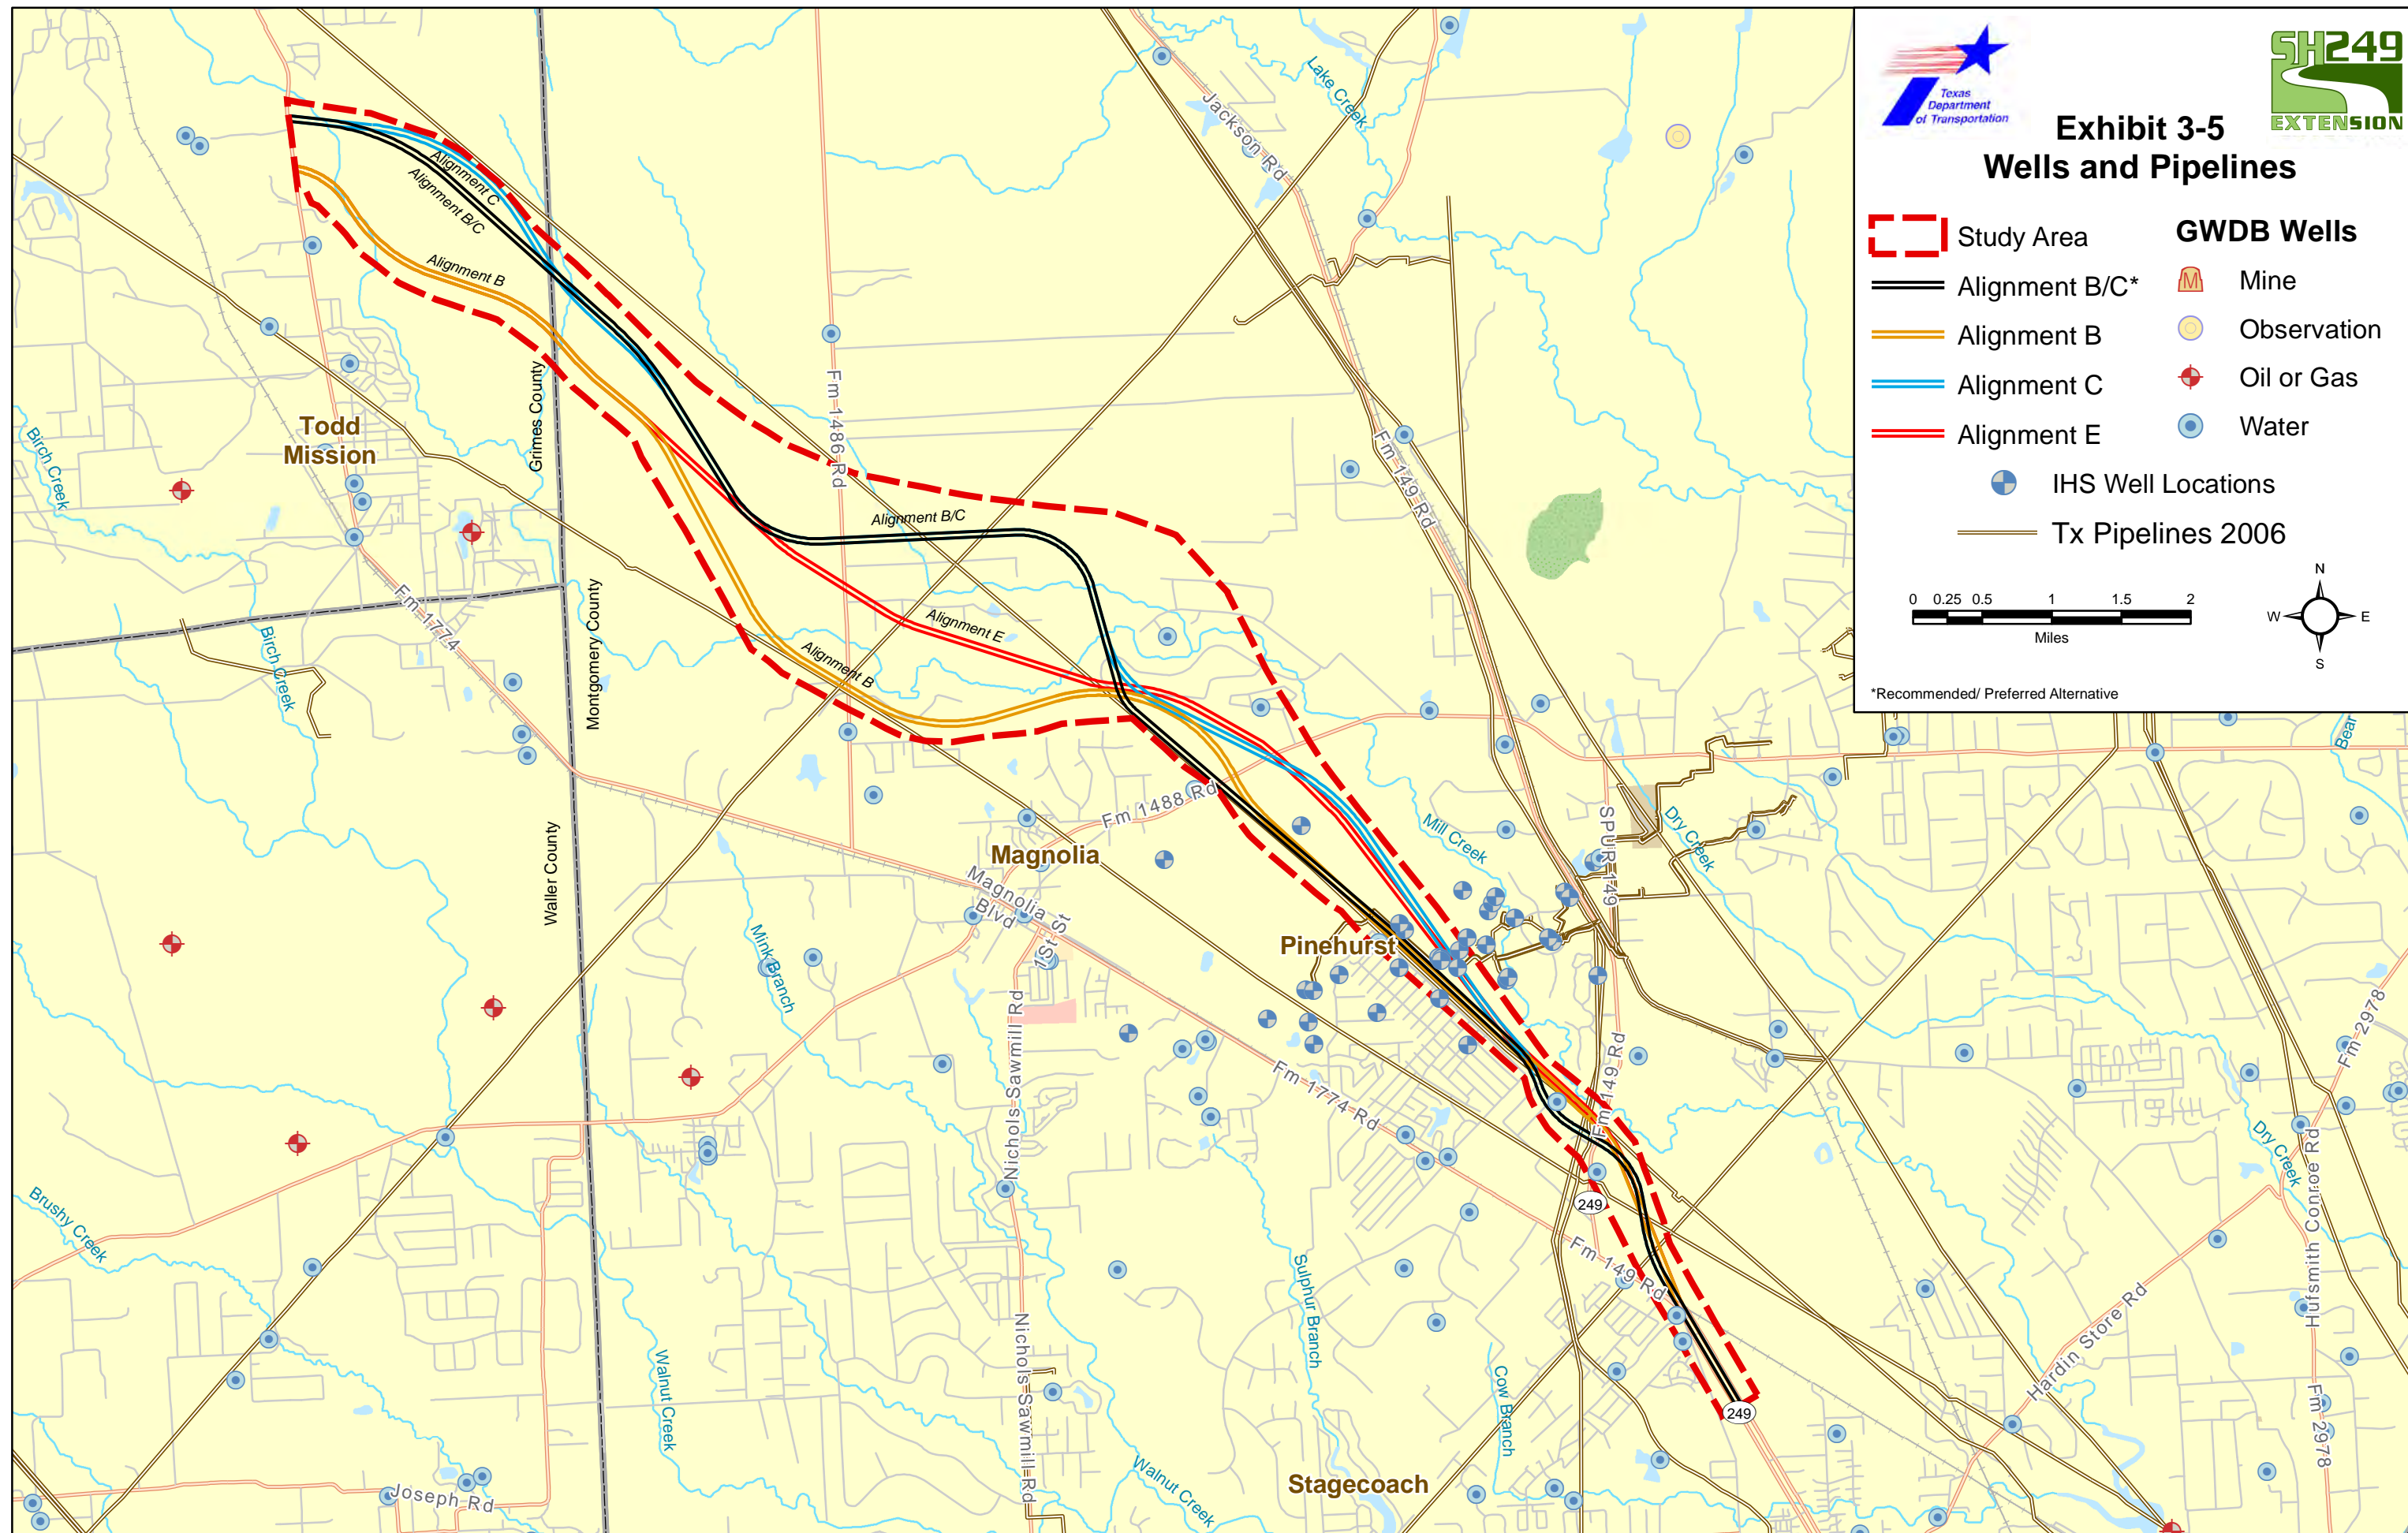 Texas
Department
of Transportation
SH249
EXTENSION
Exhibit 3-5
Wells and Pipelines
Study Area
Alignment B/C*
Alignment B
Alignment C
Alignment E
GWDB Wells
Mine
M
Observation
Oil or Gas
Water
IHS Well Locations
Tx Pipelines 2006
0 0.25 0.5 1 1.5 2
Miles
N
W E
S
*Recommended/ Preferred Alternative
Lake Creek
Jackson Rd
Alignment C
Alignment B/C
Alignment B
Grimes County
Fm 1486 Rd
Todd
Mission
Birch Creek
Fm 149 Rd
Alignment B/C
Fm 1774
Birch Creek
Montgomery County
Alignment E
Alignment B
Bear
Fm 1488 Rd
Mill Creek
SPUR 149
Dry Creek
Magnolia
Magnolia
Blvd
1St St
Waller County
Mink Branch
Pinehurst
Nichols Sawmill Rd
Fm 1774 Rd
Fm 149 Rd
Fm 2978
Dry Creek
Hufsmith Conroe Rd
Brushy Creek
249
Fm 149 Rd
Sulphur Branch
Hardin Store Rd
Nichols Sawmill Rd
Walnut Creek
Cow Branch
249
Fm 2978
Walnut Creek
Stagecoach
Joseph Rd